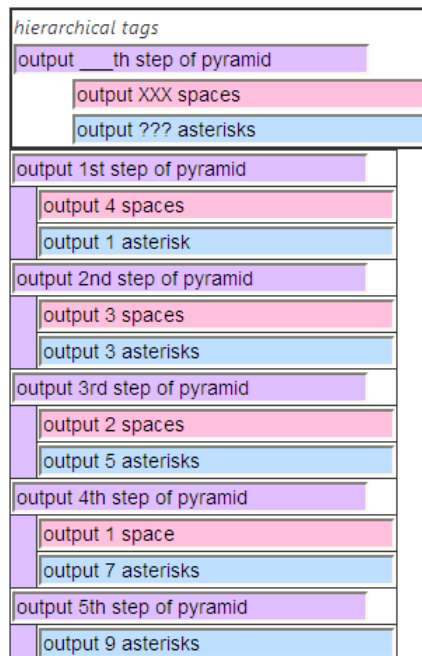 hierarchical tags
output ___th step of pyramid
output XXX spaces
output ??? asterisks
output 1st step of pyramid
output 4 spaces
output 1 asterisk
output 2nd step of pyramid
output 3 spaces
output 3 asterisks
output 3rd step of pyramid
output 2 spaces
output 5 asterisks
output 4th step of pyramid
output 1 space
output 7 asterisks
output 5th step of pyramid
output 9 asterisks